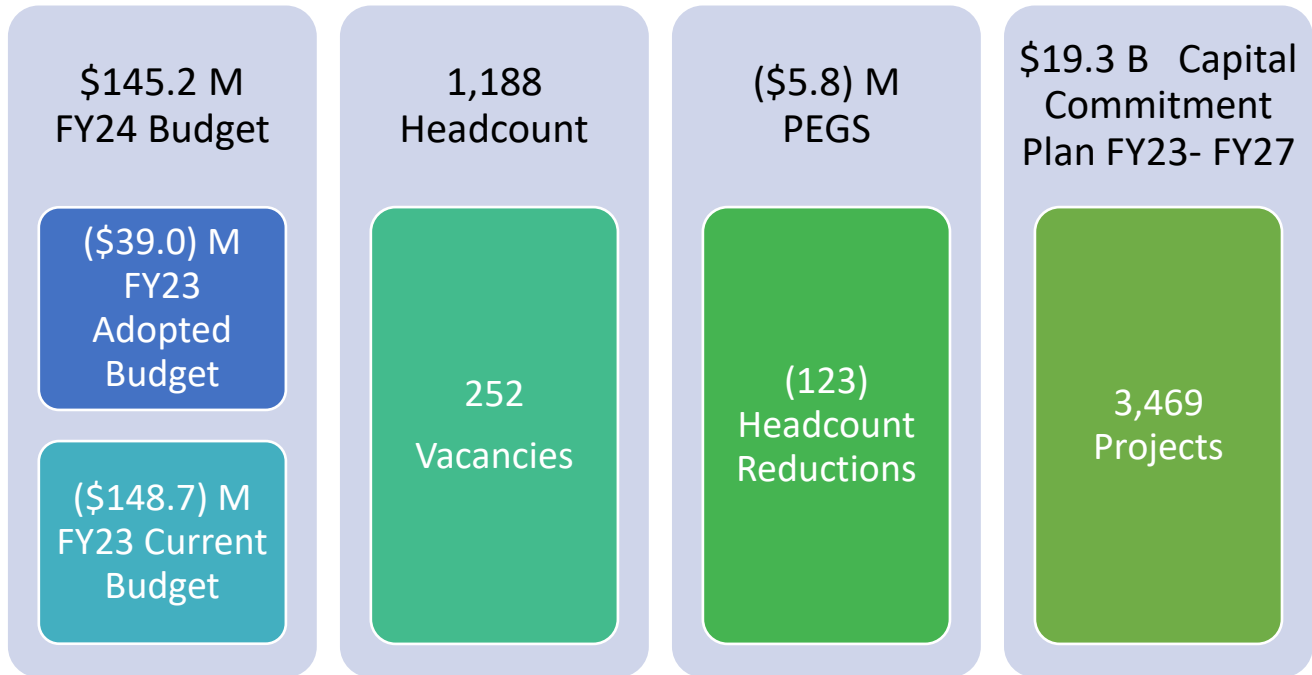 $145.2 M
FY24 Budget
($39.0) M
FY23
Adopted
Budget
($148.7) M
FY23 Current
Budget
1,188
Headcount
252
Vacancies
($5.8) M
PEGS
(123)
Headcount
Reductions
$19.3 B   Capital
Commitment
Plan FY23- FY27
3,469
Projects